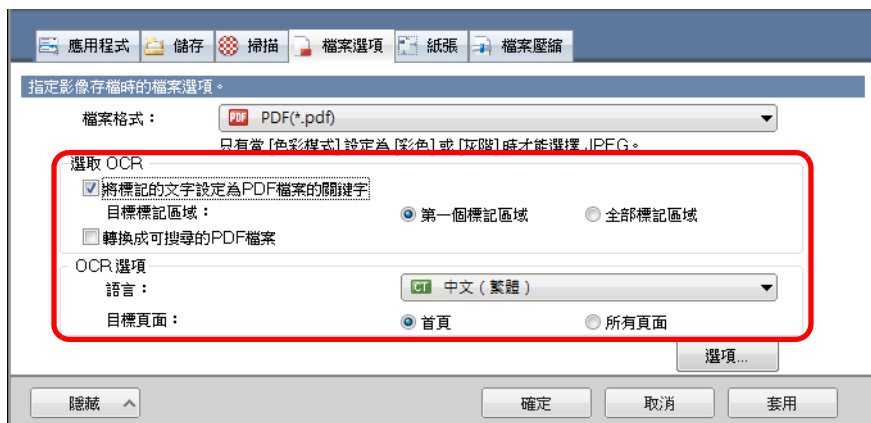 應用程式 儲存 掃描 檔案選項 紙張 檔案壓縮
指定影像存檔時的檔案選項。
檔案格式： PDF PDF(*.pdf)
只有當 [色彩模式] 設定為 [彩色] 或 [灰階] 時才能選擇 JPEG。
選取 OCR
將標記的文字設定為PDF檔案的關鍵字
目標標記區域： 第一個標記區域 全部標記區域
轉換成可搜尋的PDF檔案
OCR 選項
語言： CT 中文 ( 繁體 )
目標頁面： 首頁 所有頁面
選項...
隱藏 確定 取消 套用